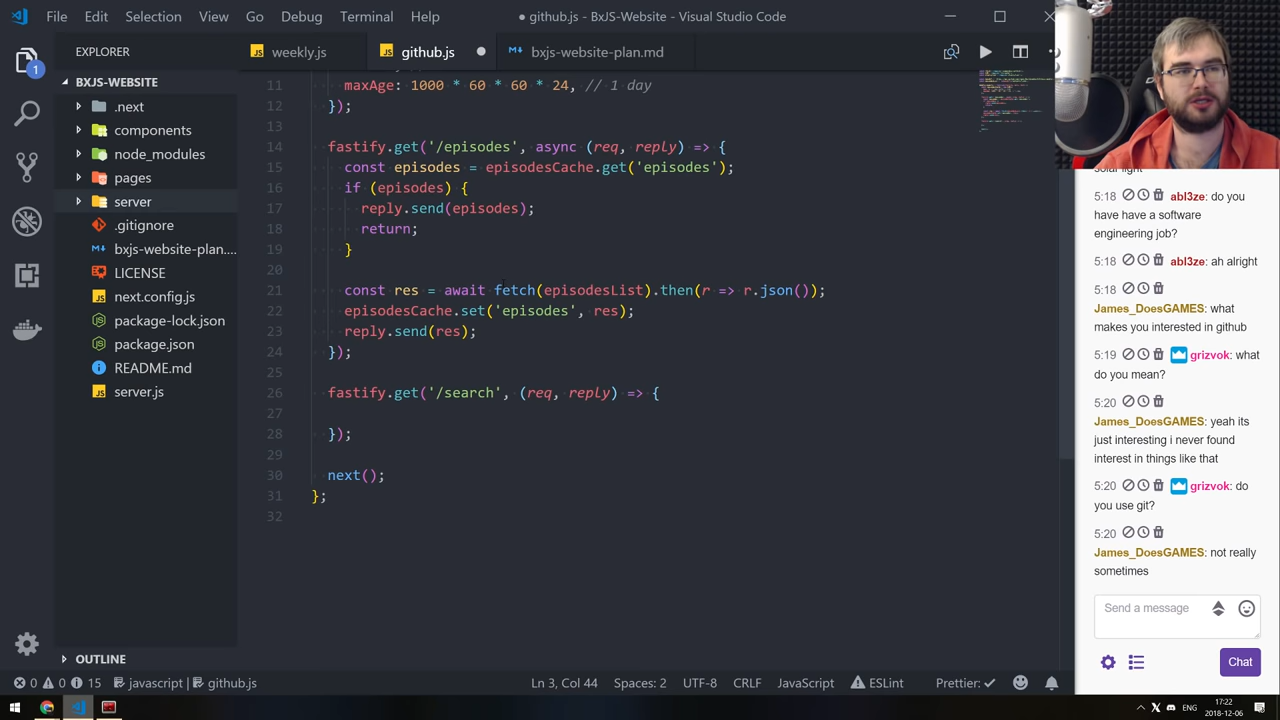 File Edit Selection View Go Debug Terminal Help
● github.js - BxJS-Website - Visual Studio Code
EXPLORER
JS weekly.js
JS github.js
bxjs-website-plan.md
1
BXJS-WEBSITE
.next
components
node_modules
pages
server
.gitignore
bxjs-website-plan....
LICENSE
next.config.js
package-lock.json
package.json
README.md
server.js
OUTLINE
11 maxAge: 1000 * 60 * 60 * 24, // 1 day
12 });
13
14 fastify.get('/episodes', async (req, reply) => {
15 const episodes = episodesCache.get('episodes');
16 if (episodes) {
17 reply.send(episodes);
18 return;
19 }
20
21 const res = await fetch(episodesList).then(r => r.json());
22 episodesCache.set('episodes', res);
23 reply.send(res);
24 });
25
26 fastify.get('/search', (req, reply) => {
27
28 });
29
30 next();
31 };
32
5:18 abl3ze: do you
have have a software
engineering job?
5:18 abl3ze: ah alright
5:18
James_DoesGAMES: what
makes you interested in github
5:19 grizvok: what
do you mean?
5:20
James_DoesGAMES: yeah its
just interesting i never found
interest in things like that
5:20 grizvok: do
you use git?
5:20
James_DoesGAMES: not really
sometimes
Send a message
Chat
0 0 15 javascript | github.js
Ln 3, Col 44 Spaces: 2 UTF-8 CRLF JavaScript ESLint Prettier: ✓
ENG
17:22
2018-12-06